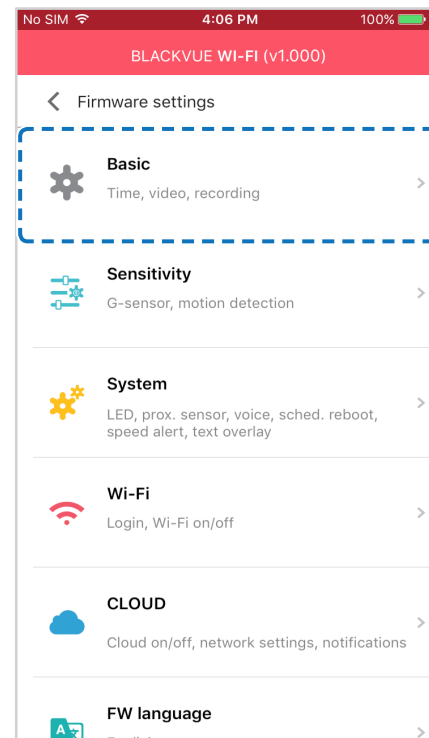 No SIM 4:06 PM 100%
BLACKVUE WI-FI (v1.000)
Firmware settings
Basic
Time, video, recording
Sensitivity
G-sensor, motion detection
System
LED, prox. sensor, voice, sched. reboot,
speed alert, text overlay
Wi-Fi
Login, Wi-Fi on/off
CLOUD
Cloud on/off, network settings, notifications
FW language
A